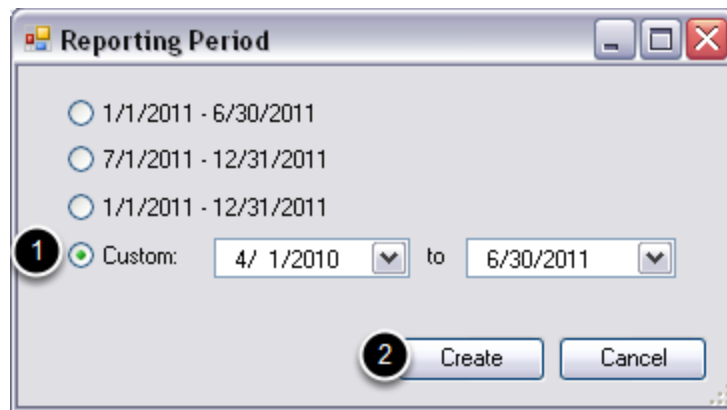 Reporting Period
1/1/2011 - 6/30/2011
7/1/2011 - 12/31/2011
1/1/2011 - 12/31/2011
1 Custom: 4/ 1/2010 to 6/30/2011
2 Create Cancel